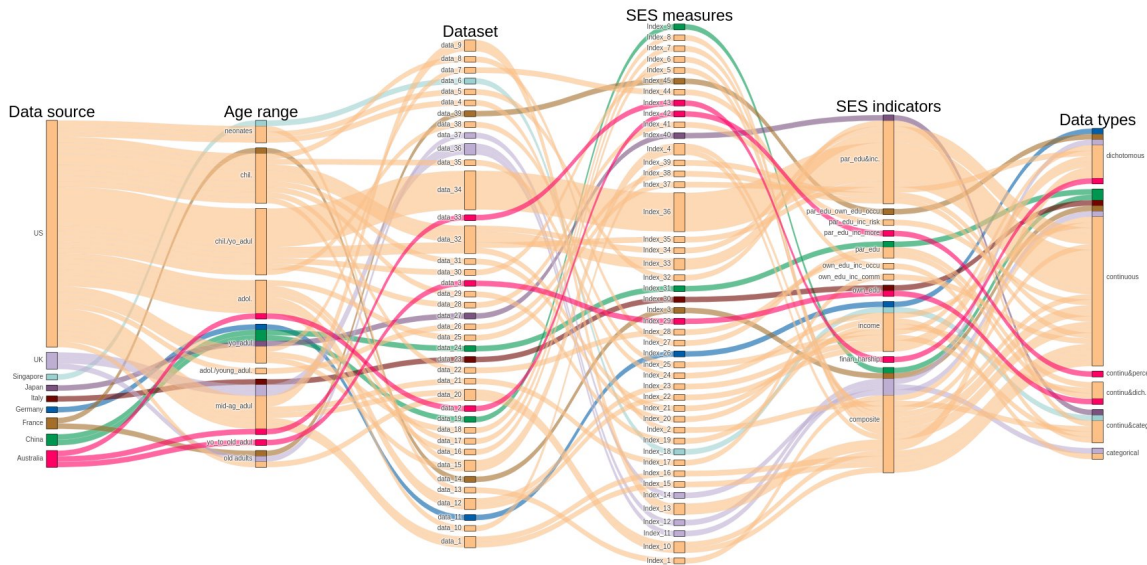 Data source
Age range
Dataset
SES measures
SES indicators
Data types
US
UK
Singapore
Japan
Italy
Germany
France
China
Australia
neonates
chil.
chil./yo_adul
adol.
yo_adul
adol./young_adul.
mid-ag_adul
yo-to-old_adul
old adults
data_9
data_8
data_7
data_6
data_5
data_4
data_39
data_38
data_37
data_36
data_35
data_34
data_33
data_32
data_31
data_30
data_3
data_29
data_28
data_27
data_26
data_25
data_24
data_23
data_22
data_21
data_20
data_2
data_19
data_18
data_17
data_16
data_15
data_14
data_13
data_12
data_11
data_10
data_1
Index_9
Index_8
Index_7
Index_6
Index_5
Index_45
Index_44
Index_43
Index_42
Index_41
Index_40
Index_4
Index_39
Index_38
Index_37
Index_36
Index_35
Index_34
Index_33
Index_32
Index_31
Index_30
Index_3
Index_29
Index_28
Index_27
Index_26
Index_25
Index_24
Index_23
Index_22
Index_21
Index_20
Index_2
Index_19
Index_18
Index_17
Index_16
Index_15
Index_14
Index_13
Index_12
Index_11
Index_10
Index_1
par_edu&inc.
par_edu_own_edu_occu
par_edu_inc_risk
par_edu_inc_more
par_edu
own_edu_inc_occu
own_edu_inc_comm
own_edu
income
finan_harship
composite
dichotomous
continuous
continu&perce
continu&dich.
continu&categ
categorical